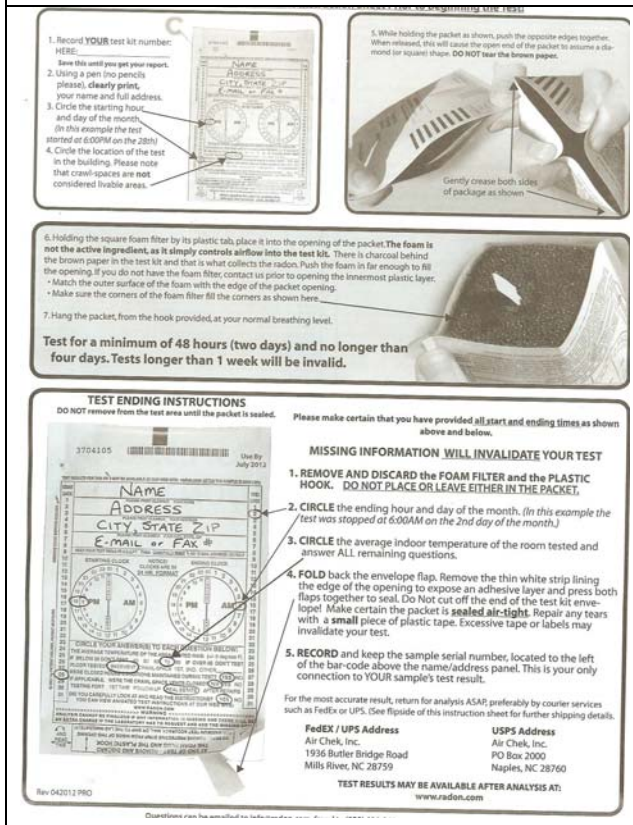 1. Record YOUR test kit number:
HERE:
Save this until you get your report.
2. Using a pen (no pencils
please), clearly print,
your name and full address.
3. Circle the starting hour
and day of the month.
(In this example the test
started at 6:00PM on the 28th)
4. Circle the location of the test
in the building. Please note
that crawl-spaces are not
considered livable areas.
NAME
ADDRESS
CITY, STATE ZIP
E-MAIL or FAX #
5. While holding the packet as shown, push the opposite edges together.
When released, this will cause the open end of the packet to assume a dia-
mond (or square) shape. DO NOT tear the brown paper.
Gently crease both sides
of package as shown
6. Holding the square foam filter by its plastic tab, place it into the opening of the packet. The foam is
not the active ingredient, as it simply controls airflow into the test kit. There is charcoal behind
the brown paper in the test kit and that is what collects the radon. Push the foam in far enough to fill
the opening. If you do not have the foam filter, contact us prior to opening the innermost plastic layer.
• Match the outer surface of the foam with the edge of the packet opening.
• Make sure the corners of the foam filter fill the corners as shown here.
7. Hang the packet, from the hook provided, at your normal breathing level.
Test for a minimum of 48 hours (two days) and no longer than
four days. Tests longer than 1 week will be invalid.
TEST ENDING INSTRUCTIONS
DO NOT remove from the test area until the packet is sealed.
3704105
Use By
July 2013
NAME
ADDRESS
CITY, STATE ZIP
E-MAIL or FAX #
STARTING CLOCK
ENDING CLOCK
PM AM
Please make certain that you have provided all start and ending times as shown
above and below.
MISSING INFORMATION WILL INVALIDATE YOUR TEST
1. REMOVE AND DISCARD the FOAM FILTER and the PLASTIC
HOOK. DO NOT PLACE OR LEAVE EITHER IN THE PACKET.
2. CIRCLE the ending hour and day of the month. (In this example the
test was stopped at 6:00AM on the 2nd day of the month.)
3. CIRCLE the average indoor temperature of the room tested and
answer ALL remaining questions.
4. FOLD back the envelope flap. Remove the thin white strip lining
the edge of the opening to expose an adhesive layer and press both
flaps together to seal. Do Not cut off the end of the test kit enve-
lope! Make certain the packet is sealed air-tight. Repair any tears
with a small piece of plastic tape. Excessive tape or labels may
invalidate your test.
5. RECORD and keep the sample serial number, located to the left
of the bar-code above the name/address panel. This is your only
connection to YOUR sample's test result.
For the most accurate result, return for analysis ASAP, preferably by courier services
such as FedEx or UPS. (See flipside of this instruction sheet for further shipping details.
FedEX / UPS Address
Air Chek, Inc.
1936 Butler Bridge Road
Mills River, NC 28759
USPS Address
Air Chek, Inc.
PO Box 2000
Naples, NC 28760
TEST RESULTS MAY BE AVAILABLE AFTER ANALYSIS AT:
www.radon.com
Rev 042012 PRO